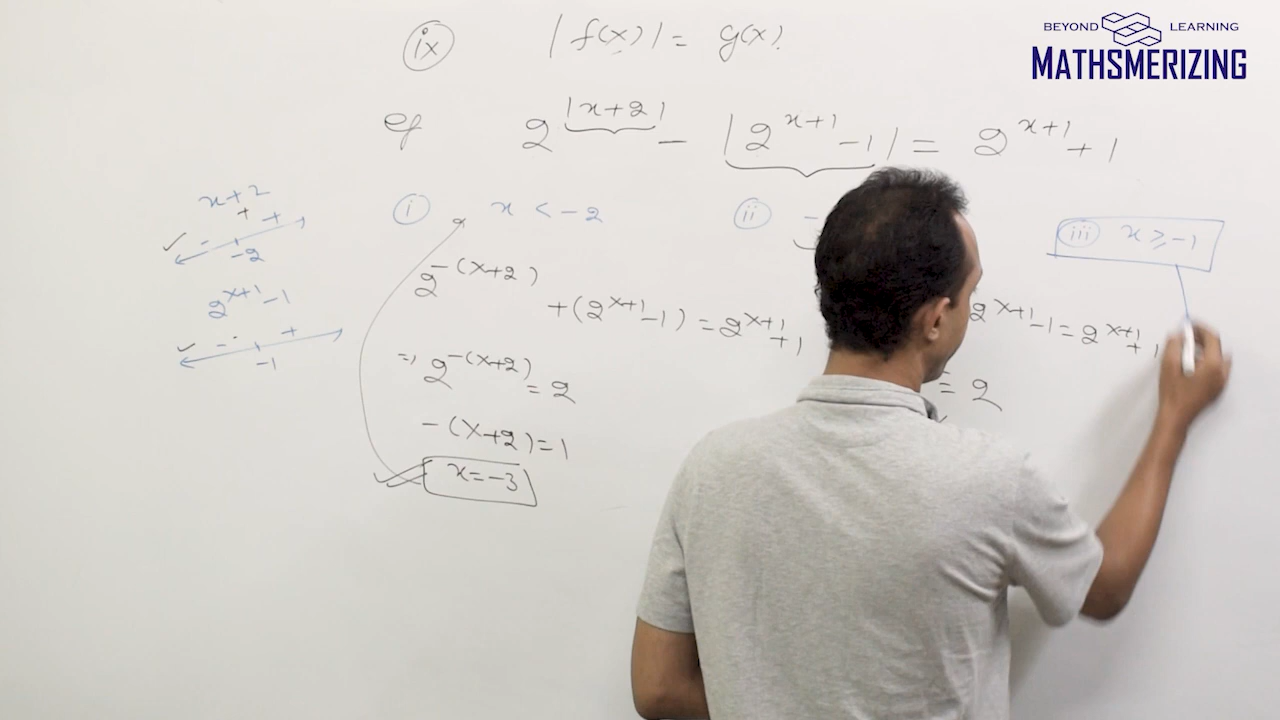 BEYOND LEARNING
MATHSMERIZING
ix |f(x)| = g(x).
eg 2^|x+2| - |2^{x+1} - 1| = 2^{x+1} + 1
x+2
+ +
-
-2
2^{x+1} - 1
- +
-1
i x < -2
2^{-(x+2)} + (2^{x+1} - 1) = 2^{x+1} + 1
=> 2^{-(x+2)} = 2
-(x+2) = 1
x = -3
ii -
2^{x+1} - 1 = 2^{x+1} + 1
= 2
iii x ≥ -1